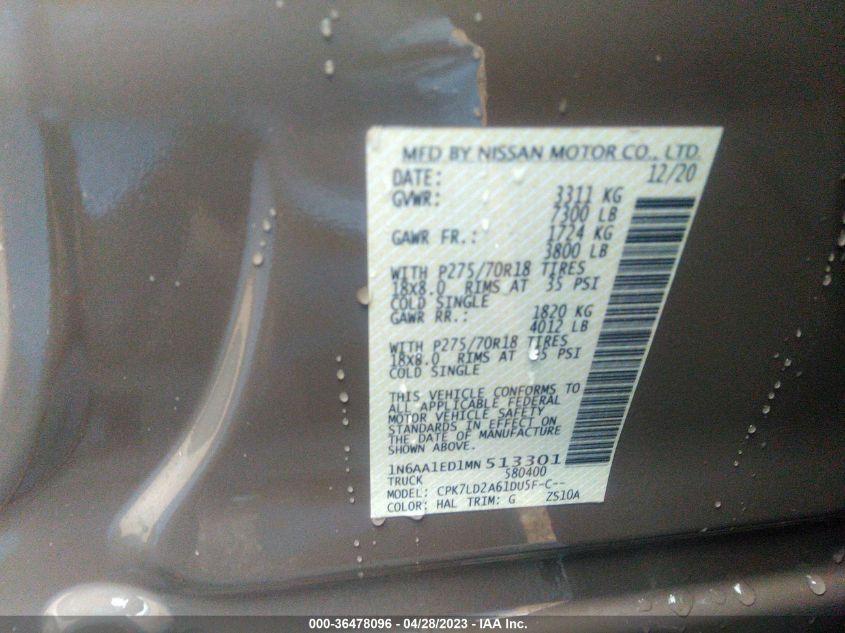 MFD BY NISSAN MOTOR CO., LTD.
DATE: 12/20
GVWR: 3311 KG
7300 LB
GAWR FR.: 1724 KG
3800 LB
WITH P275/70R18 TIRES
18x8.0 RIMS AT 35 PSI
COLD SINGLE
GAWR RR.: 1820 KG
4012 LB
WITH P275/70R18 TIRES
18x8.0 RIMS AT 35 PSI
COLD SINGLE
THIS VEHICLE CONFORMS TO
ALL APPLICABLE FEDERAL
MOTOR VEHICLE SAFETY
STANDARDS IN EFFECT ON
THE DATE OF MANUFACTURE
SHOWN ABOVE.
1N6AA1ED1MN513301
TRUCK 580400
MODEL: CPK7LD2A61DU5F-C--
COLOR: HAL TRIM: G ZS10A
000-36478096 - 04/28/2023 - IAA Inc.